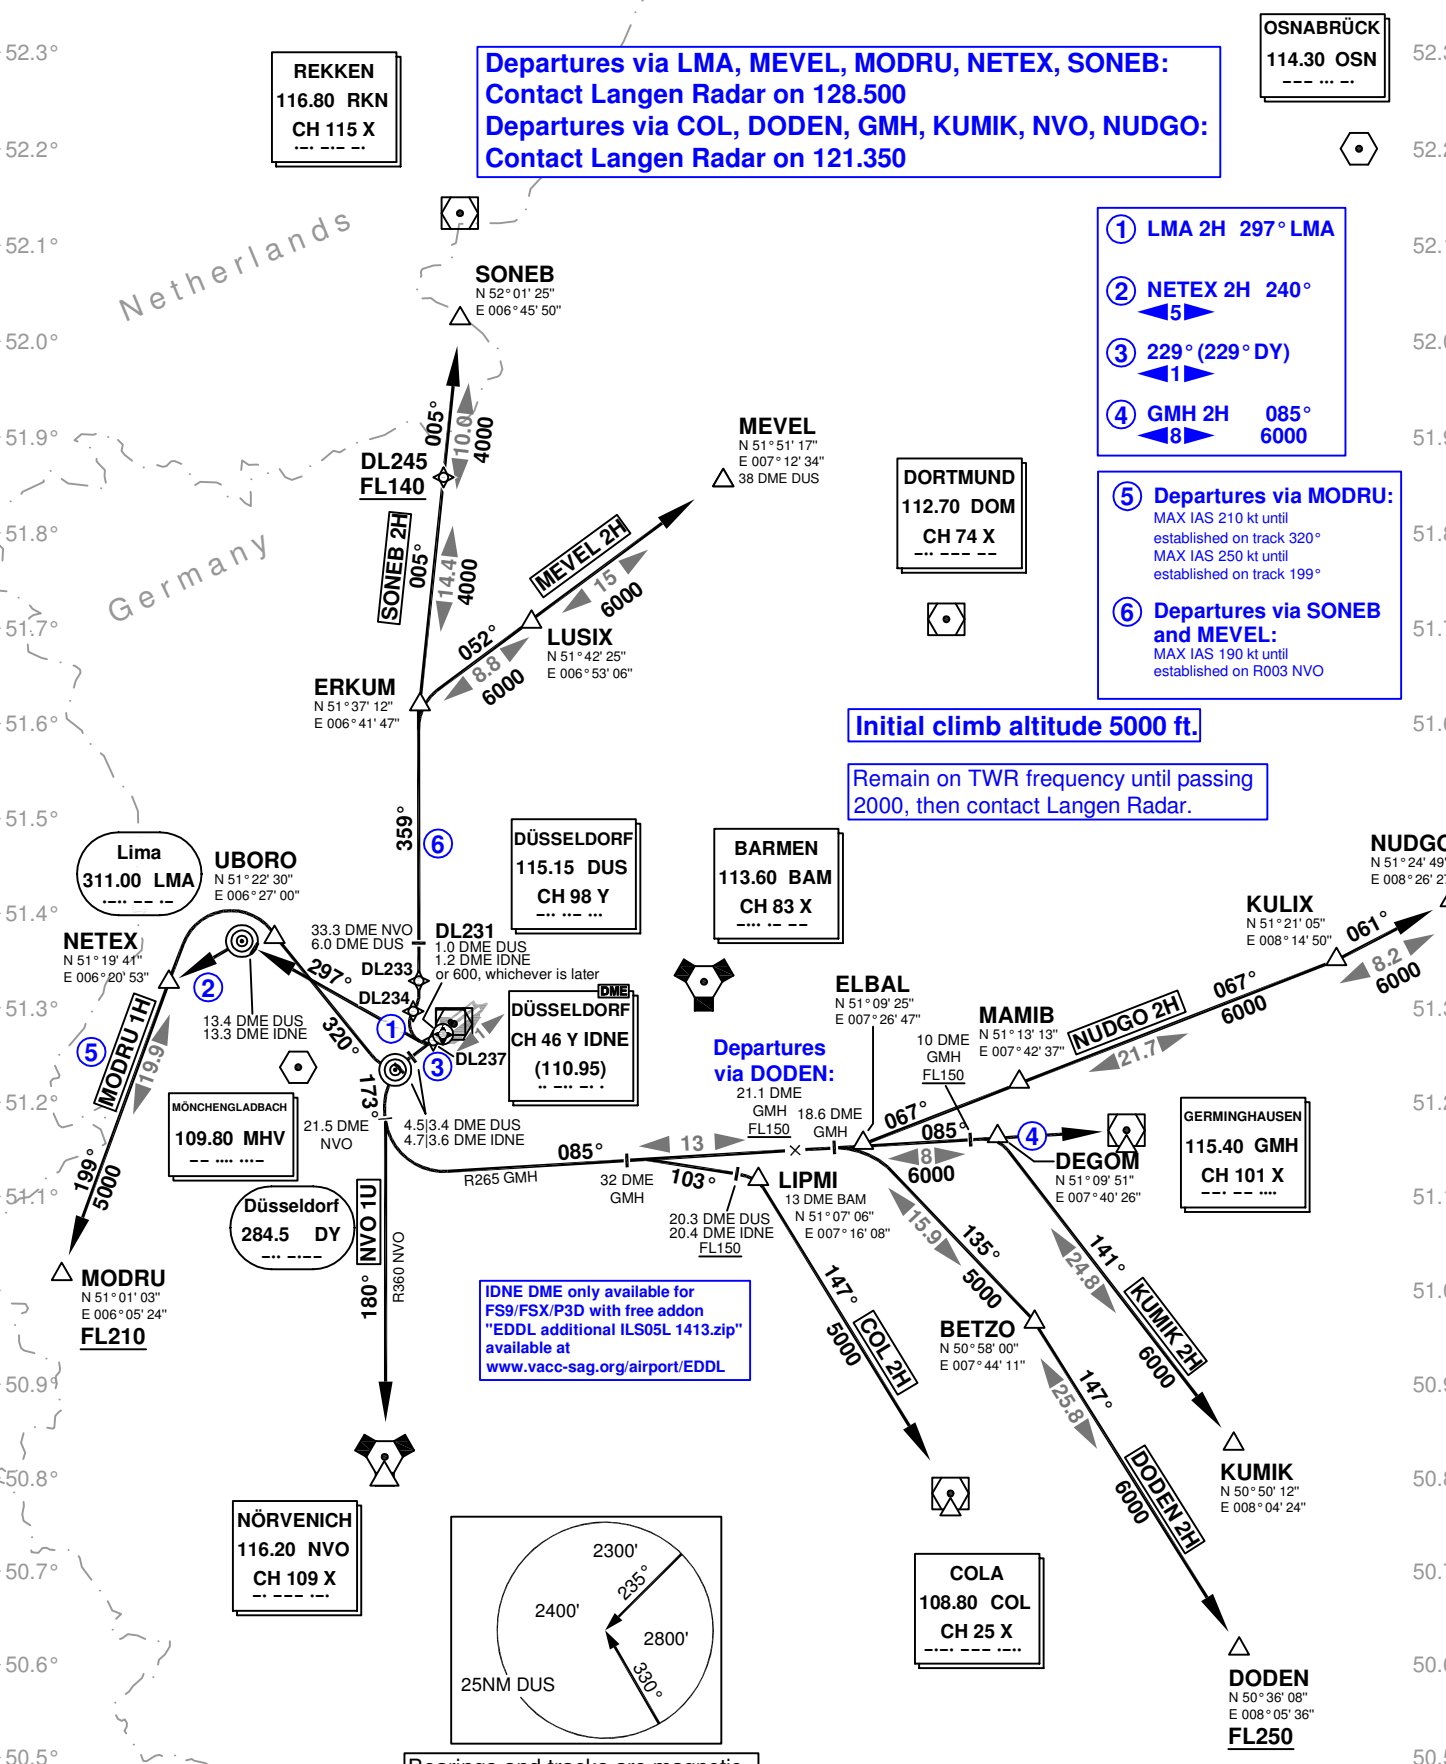 52.3°
52.2°
52.1°
52.0°
51.9°
51.8°
51.7°
51.6°
51.5°
51.4°
51.3°
51.2°
51.1°
51.0°
50.9°
50.8°
50.7°
50.6°
50.5°
REKKEN
116.80 RKN
CH 115 X
Departures via LMA, MEVEL, MODRU, NETEX, SONEB:
Contact Langen Radar on 128.500
Departures via COL, DODEN, GMH, KUMIK, NVO, NUDGO:
Contact Langen Radar on 121.350
OSNABRÜCK
114.30 OSN
1 LMA 2H 297° LMA
2 NETEX 2H 240°
5
3 229° (229° DY)
1
4 GMH 2H 085°
8 6000
5 Departures via MODRU:
MAX IAS 210 kt until
established on track 320°
MAX IAS 250 kt until
established on track 199°
6 Departures via SONEB
and MEVEL:
MAX IAS 190 kt until
established on R003 NVO
Netherlands
Germany
SONEB
N 52°01' 25"
E 006°45' 50"
005°
10.0
4000
DL245
FL140
SONEB 2H
005°
14.4
4000
MEVEL
N 51°51' 17"
E 007°12' 34"
38 DME DUS
MEVEL 2H
15
6000
LUSIX
N 51°42' 25"
E 006°53' 06"
052°
8.8
6000
ERKUM
N 51°37' 12"
E 006°41' 47"
DORTMUND
112.70 DOM
CH 74 X
Initial climb altitude 5000 ft.
Remain on TWR frequency until passing
2000, then contact Langen Radar.
359°
6
Lima
311.00 LMA
UBORO
N 51°22' 30"
E 006°27' 00"
NETEX
N 51°19' 41"
E 006°20' 53"
DÜSSELDORF
115.15 DUS
CH 98 Y
BARMEN
113.60 BAM
CH 83 X
33.3 DME NVO
6.0 DME DUS
DL231
1.0 DME DUS
1.2 DME IDNE
or 600, whichever is later
DL233
DL234
DL237
1
2
3
5
1
297°
320°
13.4 DME DUS
13.3 DME IDNE
DME
DÜSSELDORF
CH 46 Y IDNE
(110.95)
MODRU 1H
19.9
199°
5000
MODRU
N 51°01' 03"
E 006°05' 24"
FL210
MÖNCHENGLADBACH
109.80 MHV
173°
21.5 DME
NVO
4.5|3.4 DME DUS
4.7|3.6 DME IDNE
Düsseldorf
284.5 DY
NVO 1U
180°
R360 NVO
R265 GMH
085°
13
32 DME
GMH
103°
20.3 DME DUS
20.4 DME IDNE
FL150
LIPMI
13 DME BAM
N 51°07' 06"
E 007°16' 08"
Departures
via DODEN:
21.1 DME
GMH
FL150
18.6 DME
GMH
ELBAL
N 51°09' 25"
E 007°26' 47"
10 DME
GMH
FL150
MAMIB
N 51°13' 13"
E 007°42' 37"
067°
085°
8
6000
4
DEGOM
N 51°09' 51"
E 007°40' 26"
NUDGO 2H
21.7
067°
6000
KULIX
N 51°21' 05"
E 008°14' 50"
061°
8.2
6000
NUDGO
N 51°24' 49"
E 008°26' 27"
GERMINGHAUSEN
115.40 GMH
CH 101 X
IDNE DME only available for
FS9/FSX/P3D with free addon
"EDDL additional ILS05L 1413.zip"
available at
www.vacc-sag.org/airport/EDDL
147°
5000
COL 2H
15.9
135°
5000
BETZO
N 50°58' 00"
E 007°44' 11"
141°
24.8
KUMIK 2H
6000
KUMIK
N 50°50' 12"
E 008°04' 24"
147°
25.8
DODEN 2H
6000
DODEN
N 50°36' 08"
E 008°05' 36"
FL250
NÖRVENICH
116.20 NVO
CH 109 X
COLA
108.80 COL
CH 25 X
2300'
235°
2400'
2800'
330°
25NM DUS
Bearings and tracks are magnetic